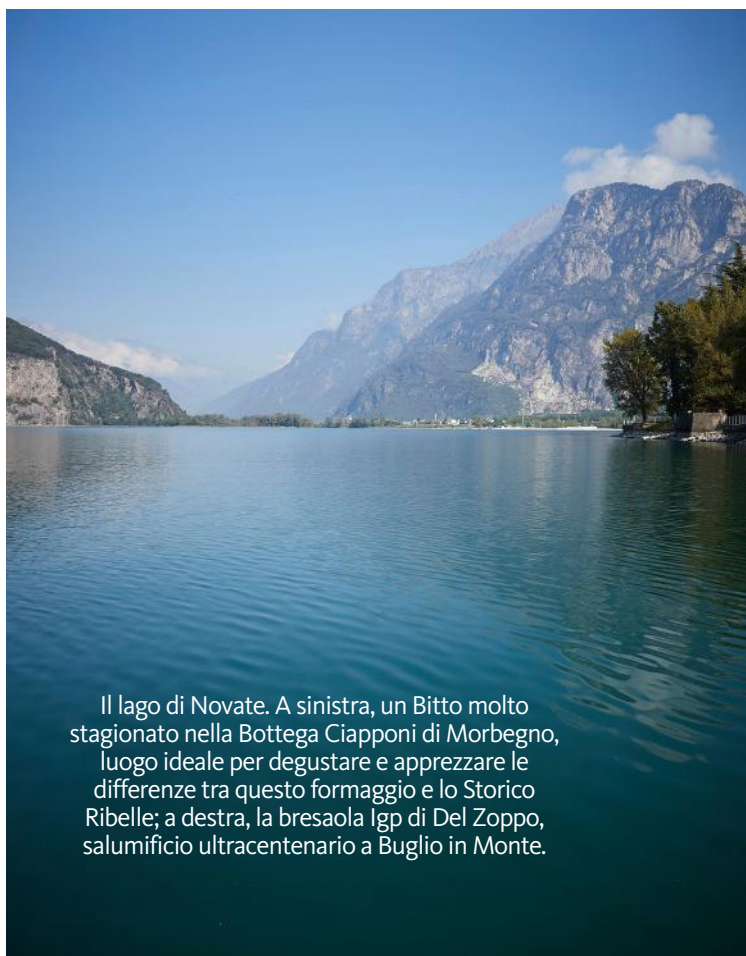 Il lago di Novate. A sinistra, un Bitto molto
stagionato nella Bottega Ciapponi di Morbegno,
luogo ideale per degustare e apprezzare le
differenze tra questo formaggio e lo Storico
Ribelle; a destra, la bresaola Igp di Del Zoppo,
salumificio ultracentenario a Buglio in Monte.